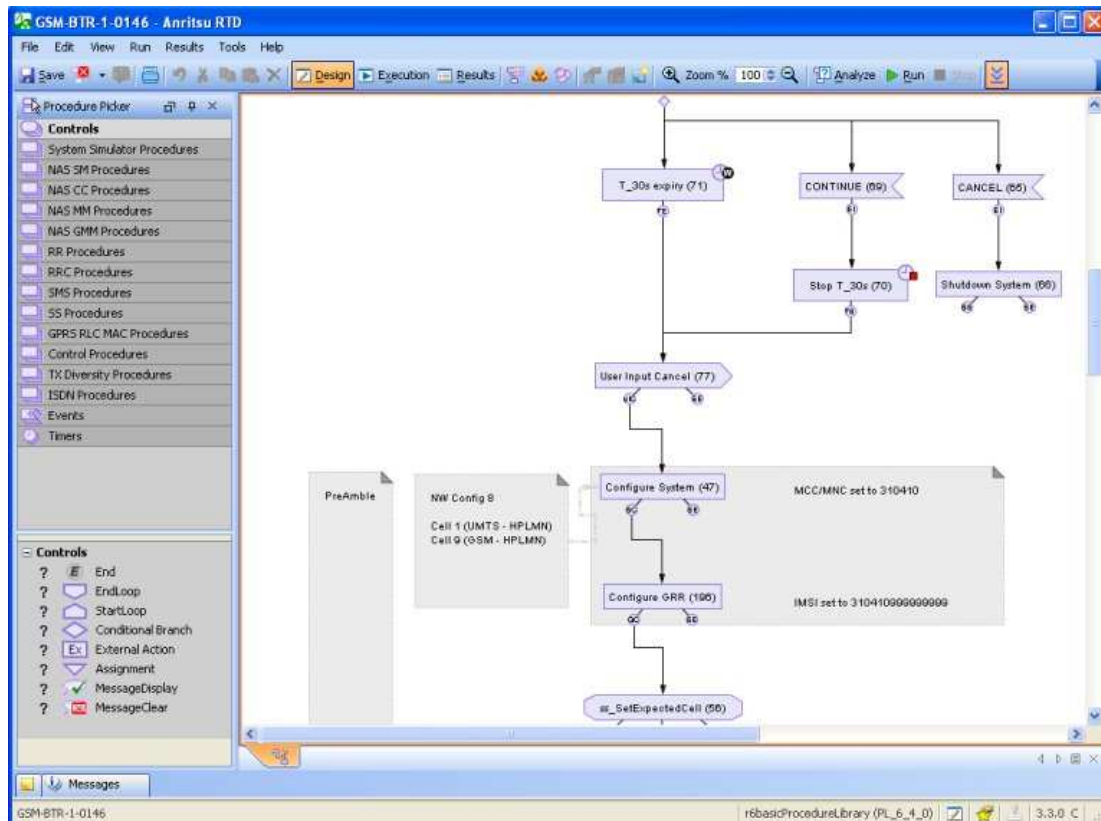 GSM-BTR-1-0146 - Anritsu RTD
File Edit View Run Results Tools Help
Save Design Execution Results Zoom % 100 Analyze Run Stop
Procedure Picker
Controls
System Simulator Procedures
NAS SM Procedures
NAS CC Procedures
NAS MM Procedures
NAS GMM Procedures
RR Procedures
RRC Procedures
SMS Procedures
SS Procedures
GPRS RLC MAC Procedures
Control Procedures
TX Diversity Procedures
ISDN Procedures
Events
Timers
Controls
? E End
? EndLoop
? StartLoop
? Conditional Branch
? Ex External Action
? Assignment
? MessageDisplay
? MessageClear
T_30s expiry (71)
CONTINUE (69)
CANCEL (65)
Stop T_30s (70)
Shutdown System (66)
User Input Cancel (77)
PreAmble
NW Config 8
Cell 1 (UMTS - HPLMN)
Cell 9 (GSM - HPLMN)
Configure System (47)
MCC/MNC set to 310410
Configure GRR (196)
IMSI set to 310410999999999
ss_SetExpectedCell (56)
Messages
GSM-BTR-1-0146
r6basicProcedureLibrary (PL_6_4_0)
3.3.0 C